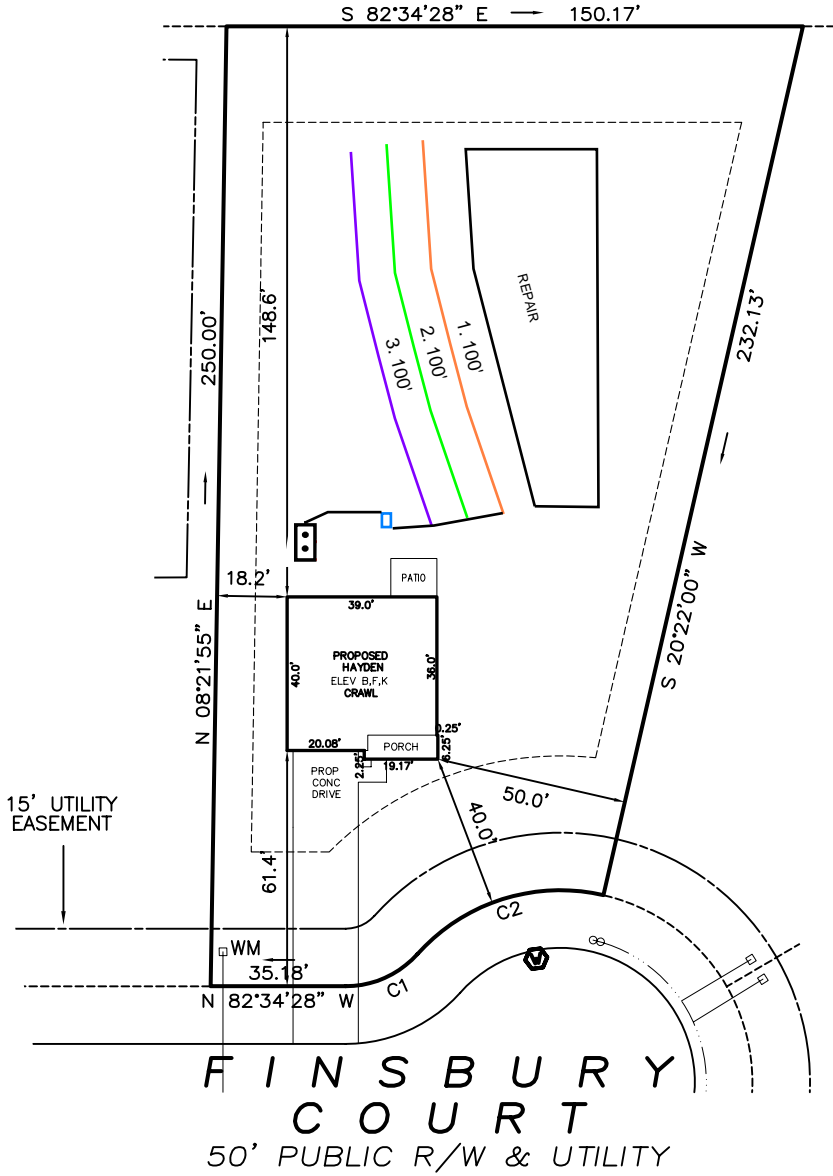 S 82°34'28" E 150.17'
250.00'
148.6'
REPAIR
1. 100'
2. 100'
3. 100'
232.13'
18.2'
PATIO
39.0'
N 08°21'55" E
40.0'
PROPOSED
HAYDEN
ELEV B,F,K
CRAWL
36.0'
S 20°22'00" W
0.25'
20.08'
PORCH
6.25'
2.25'
19.17'
PROP
CONC
DRIVE
50.0'
40.0'
15' UTILITY
EASEMENT
61.4'
C2
WM
35.18'
C1
N 82°34'28" W
W
FINSBURY
COURT
50' PUBLIC R/W & UTILITY